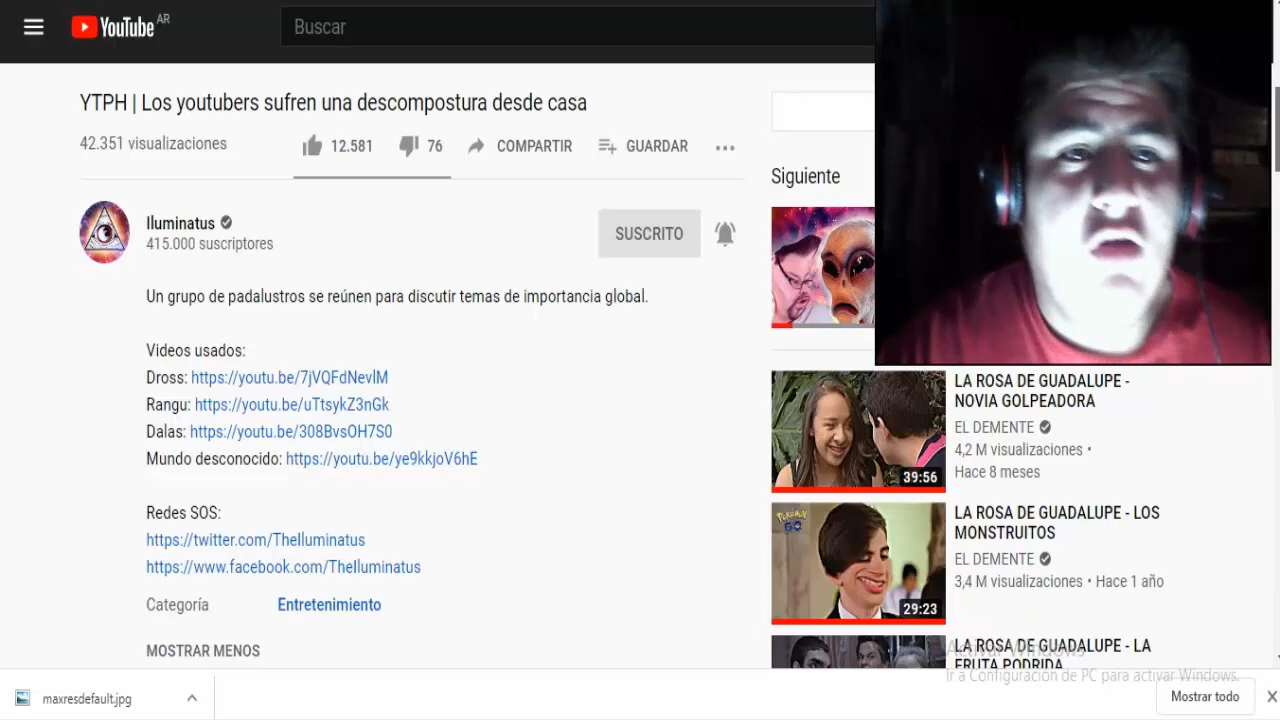 YouTube AR
Buscar
YTPH | Los youtubers sufren una descompostura desde casa
42.351 visualizaciones
12.581
76
COMPARTIR
GUARDAR
Iluminatus
415.000 suscriptores
SUSCRITO
Un grupo de padalustros se reúnen para discutir temas de importancia global.
Videos usados:
Dross: https://youtu.be/7jVQFdNevlM
Rangu: https://youtu.be/uTtsykZ3nGk
Dalas: https://youtu.be/308BvsOH7S0
Mundo desconocido: https://youtu.be/ye9kkjoV6hE
Redes SOS:
https://twitter.com/TheIluminatus
https://www.facebook.com/TheIluminatus
Categoría Entretenimiento
MOSTRAR MENOS
Siguiente
39:56
LA ROSA DE GUADALUPE -
NOVIA GOLPEADORA
EL DEMENTE
4,2 M visualizaciones •
Hace 8 meses
POKÉMON
GO
29:23
LA ROSA DE GUADALUPE - LOS
MONSTRUITOS
EL DEMENTE
3,4 M visualizaciones • Hace 1 año
LA ROSA DE GUADALUPE - LA
FRUTA PODRIDA
Activar Windows
Ir a Configuración de PC para activar Windows.
maxresdefault.jpg
Mostrar todo